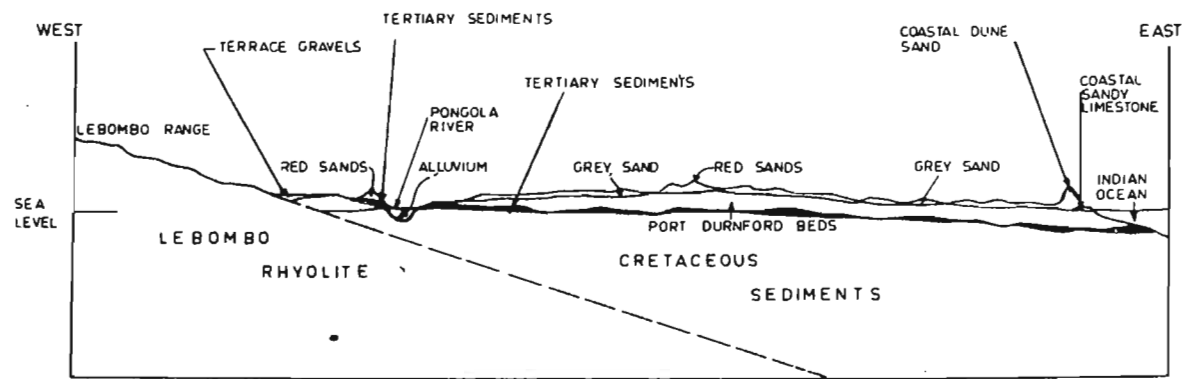 WEST
TERTIARY SEDIMENTS
COASTAL DUNE
SAND
EAST
TERRACE GRAVELS
TERTIARY SEDIMENTS
COASTAL
SANDY
LIMESTONE
PONGOLA
RIVER
LEBOMBO RANGE
RED SANDS
ALLUVIUM
GREY SAND
RED SANDS
GREY SAND
INDIAN
OCEAN
SEA
LEVEL
PORT DURNFORD BEDS
LEBOMBO
RHYOLITE
CRETACEOUS
SEDIMENTS